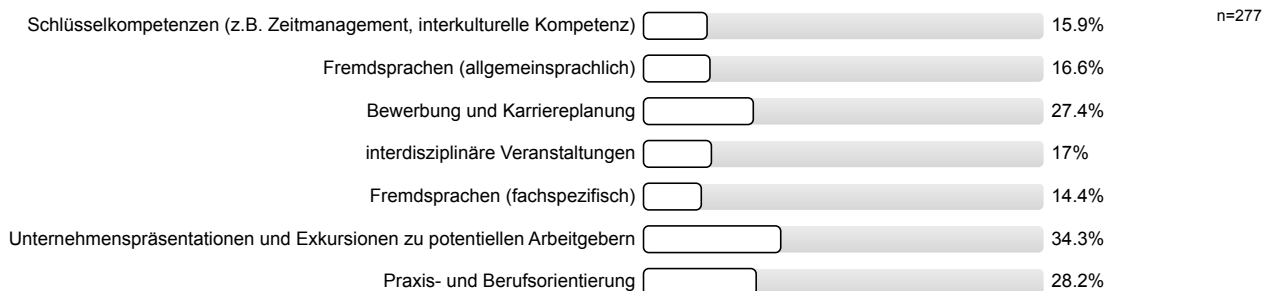 Schlüsselkompetenzen (z.B. Zeitmanagement, interkulturelle Kompetenz) 15.9% n=277
Fremdsprachen (allgemeinsprachlich) 16.6%
Bewerbung und Karriereplanung 27.4%
interdisziplinäre Veranstaltungen 17%
Fremdsprachen (fachspezifisch) 14.4%
Unternehmenspräsentationen und Exkursionen zu potentiellen Arbeitgebern 34.3%
Praxis- und Berufsorientierung 28.2%